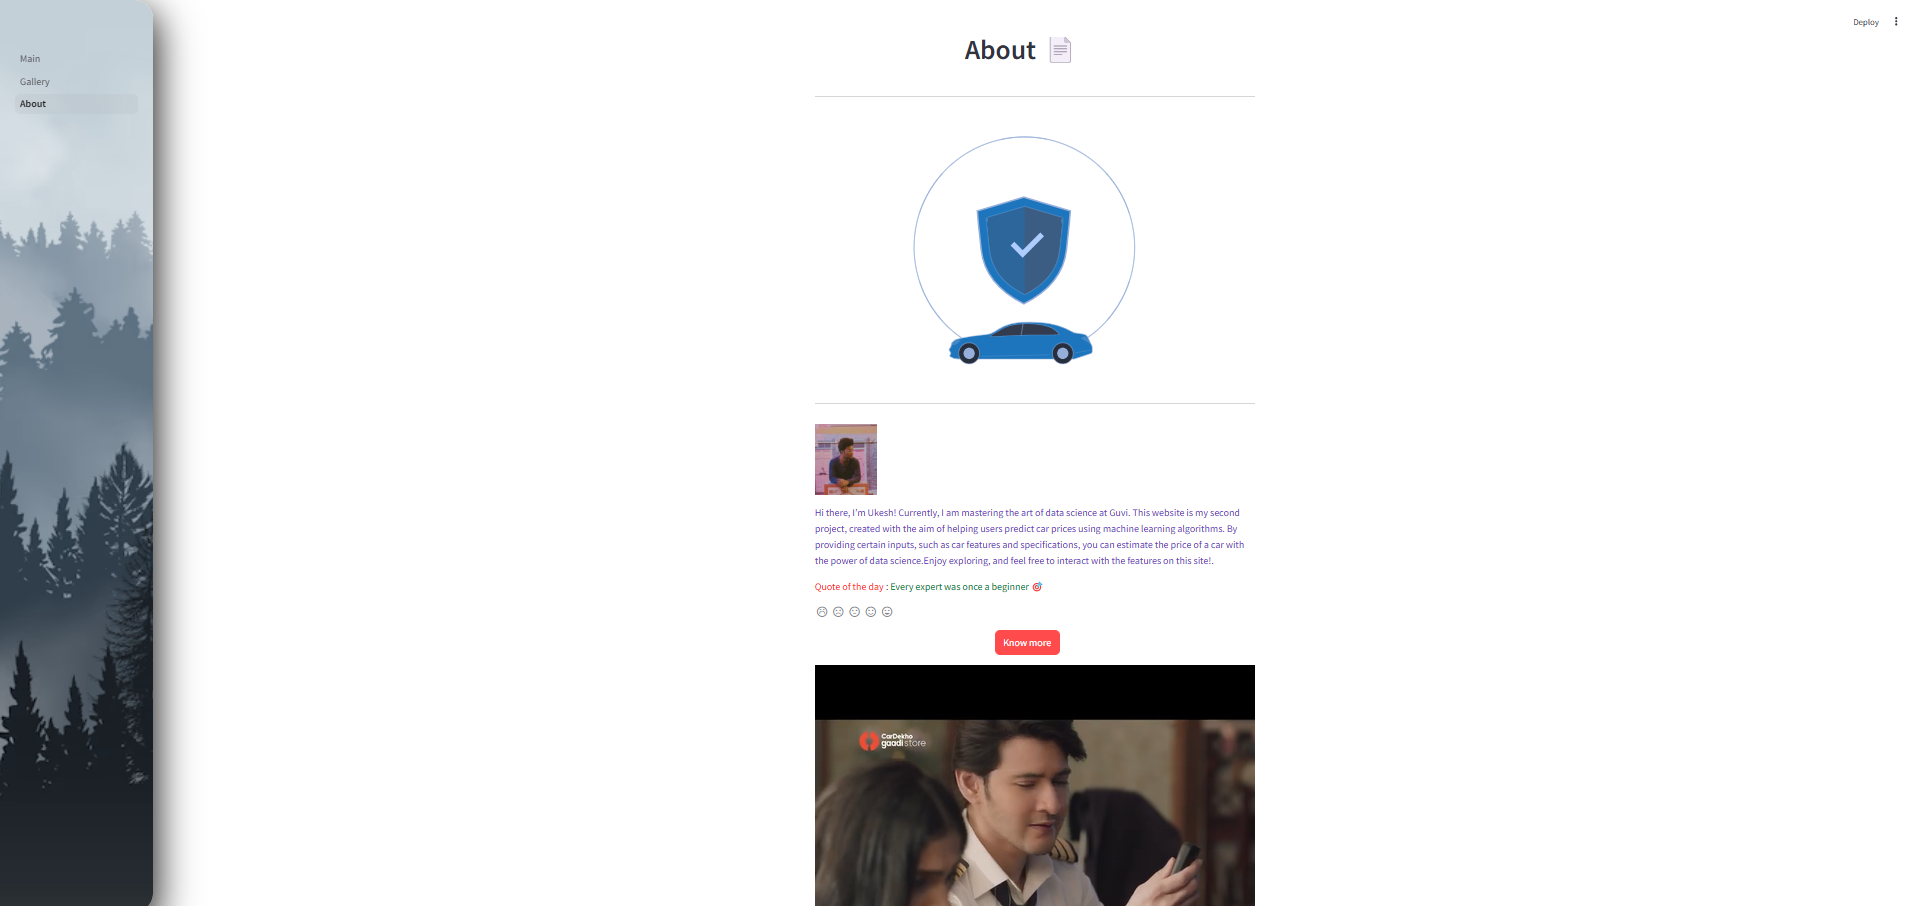 Deploy
Main
Gallery
About
About
Hi there, I'm Ukesh! Currently, I am mastering the art of data science at Guvi. This website is my second
project, created with the aim of helping users predict car prices using machine learning algorithms. By
providing certain inputs, such as car features and specifications, you can estimate the price of a car with
the power of data science.Enjoy exploring, and feel free to interact with the features on this site!.
Quote of the day : Every expert was once a beginner 🎯
Know more
CarDekho
gaadi store